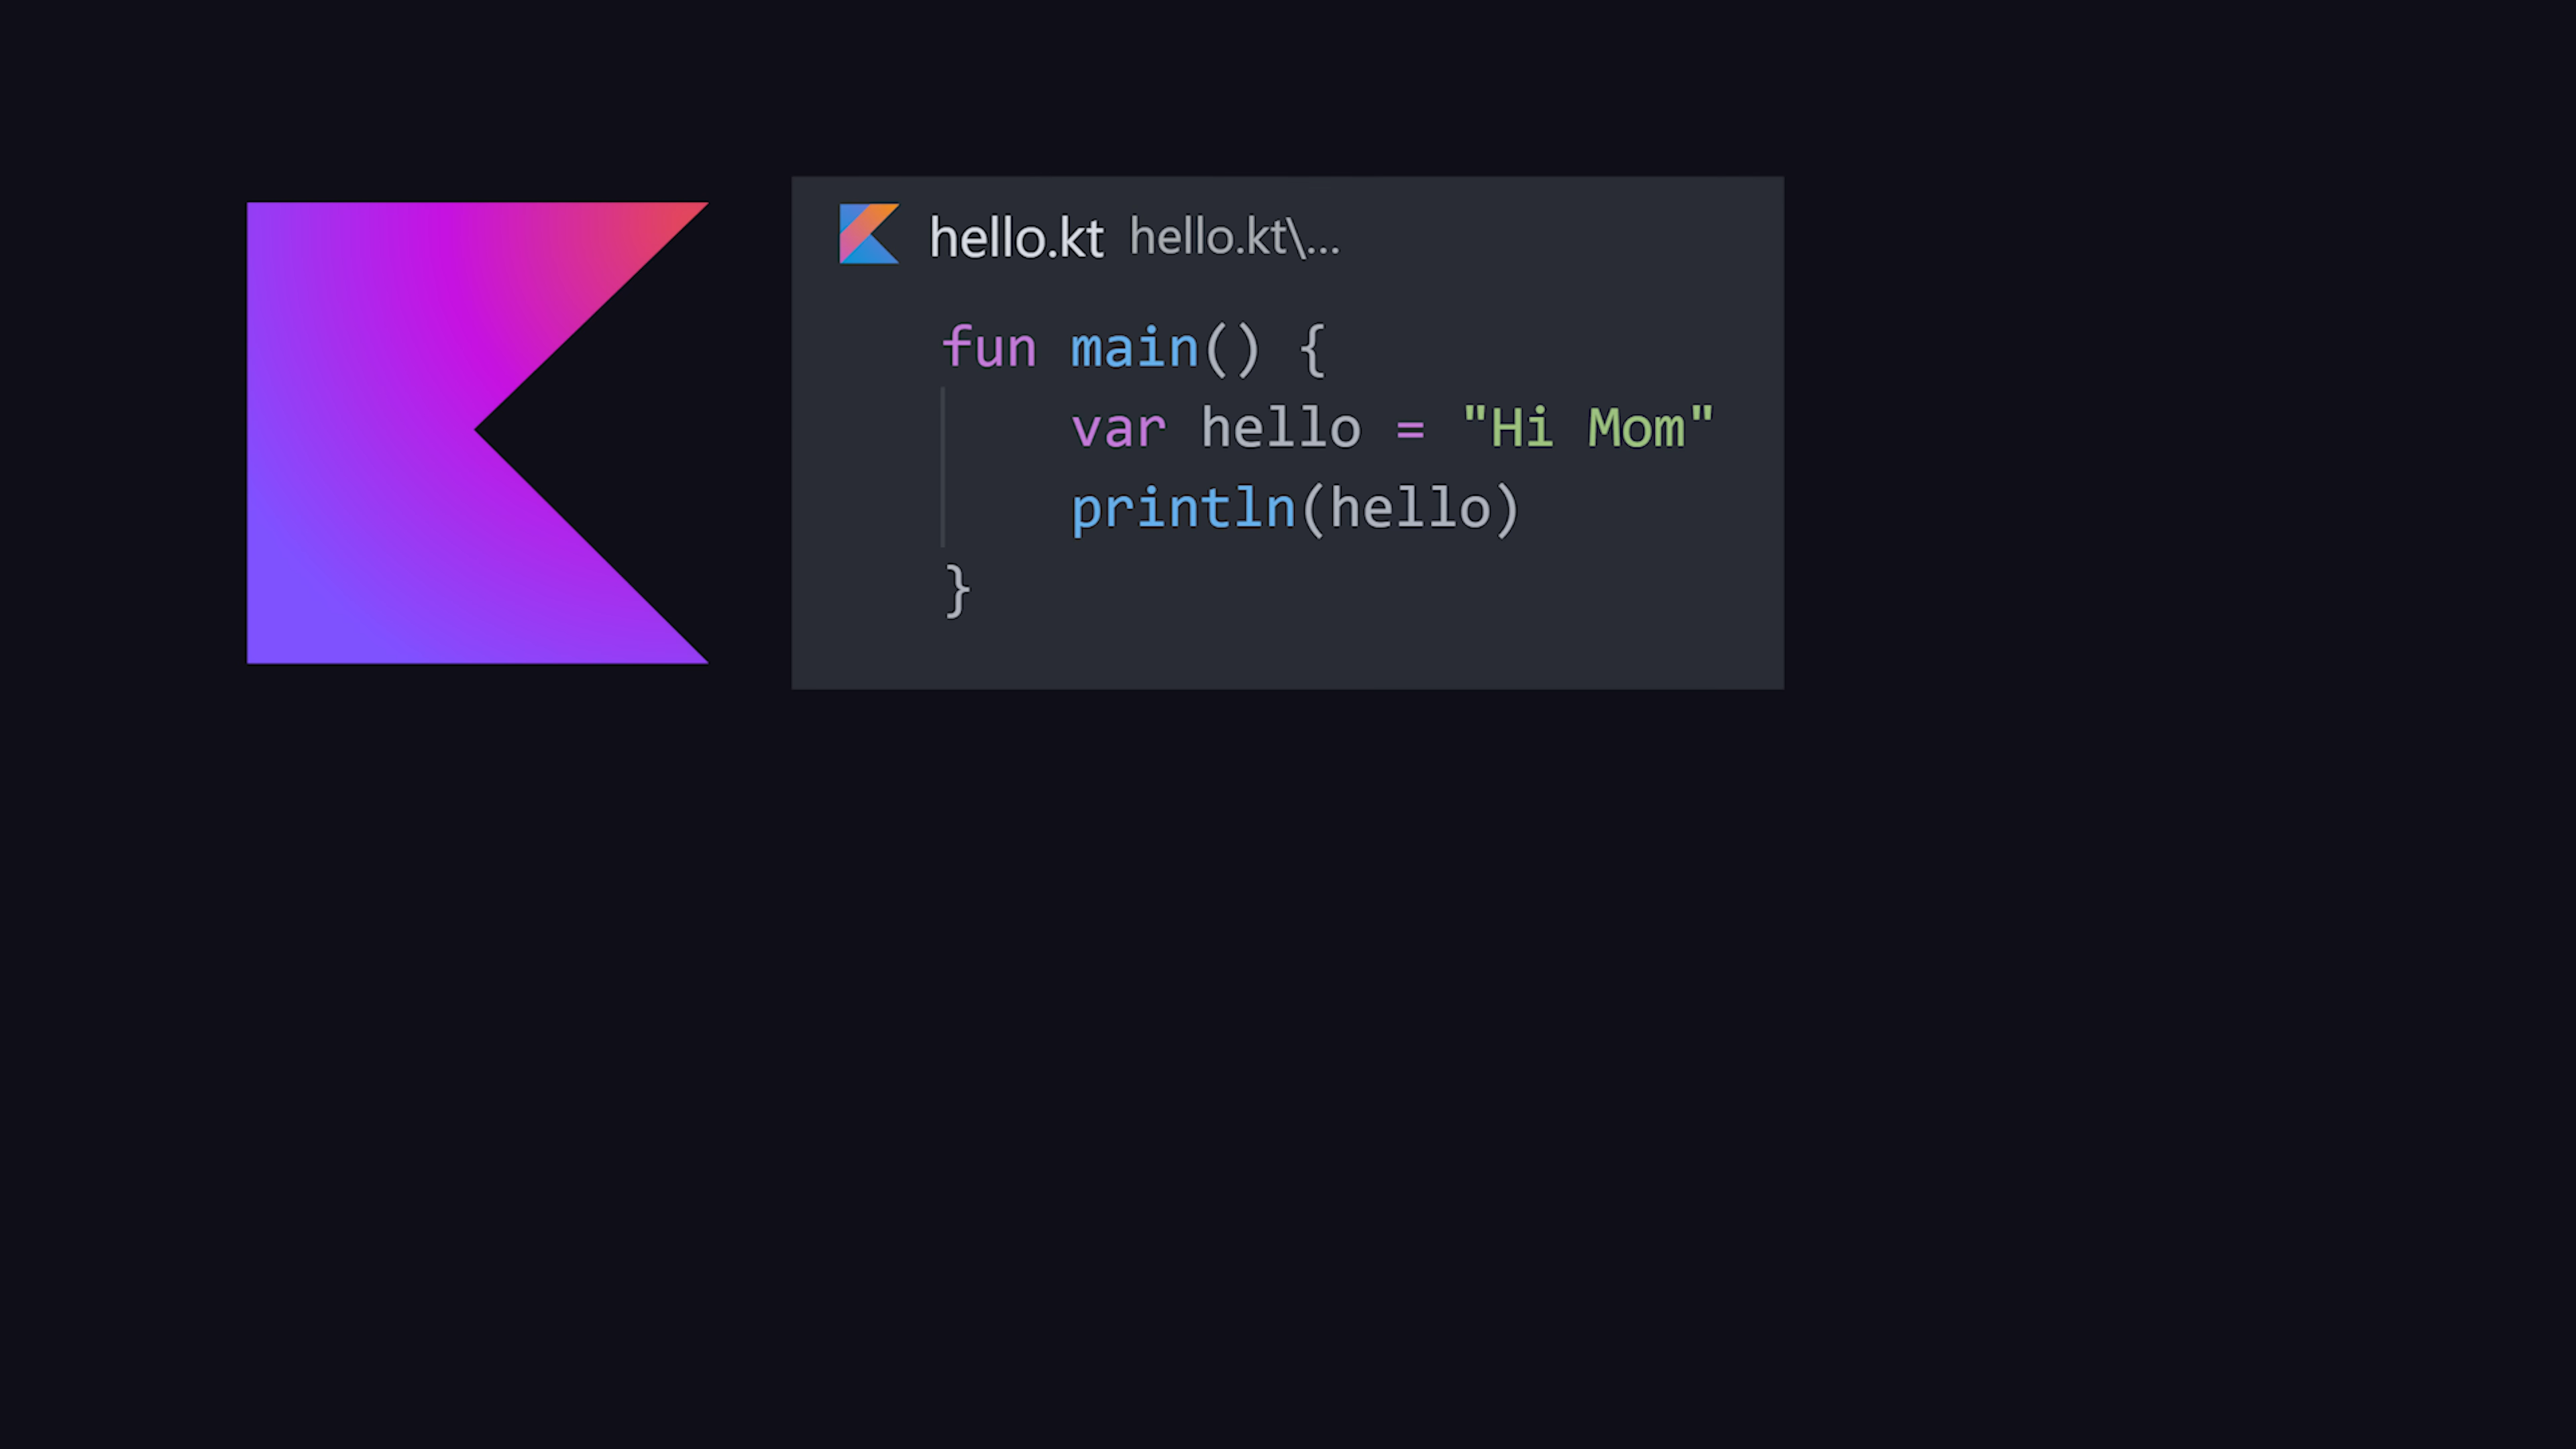 hello.kt hello.kt\...
fun main() {
    var hello = "Hi Mom"
    println(hello)
}